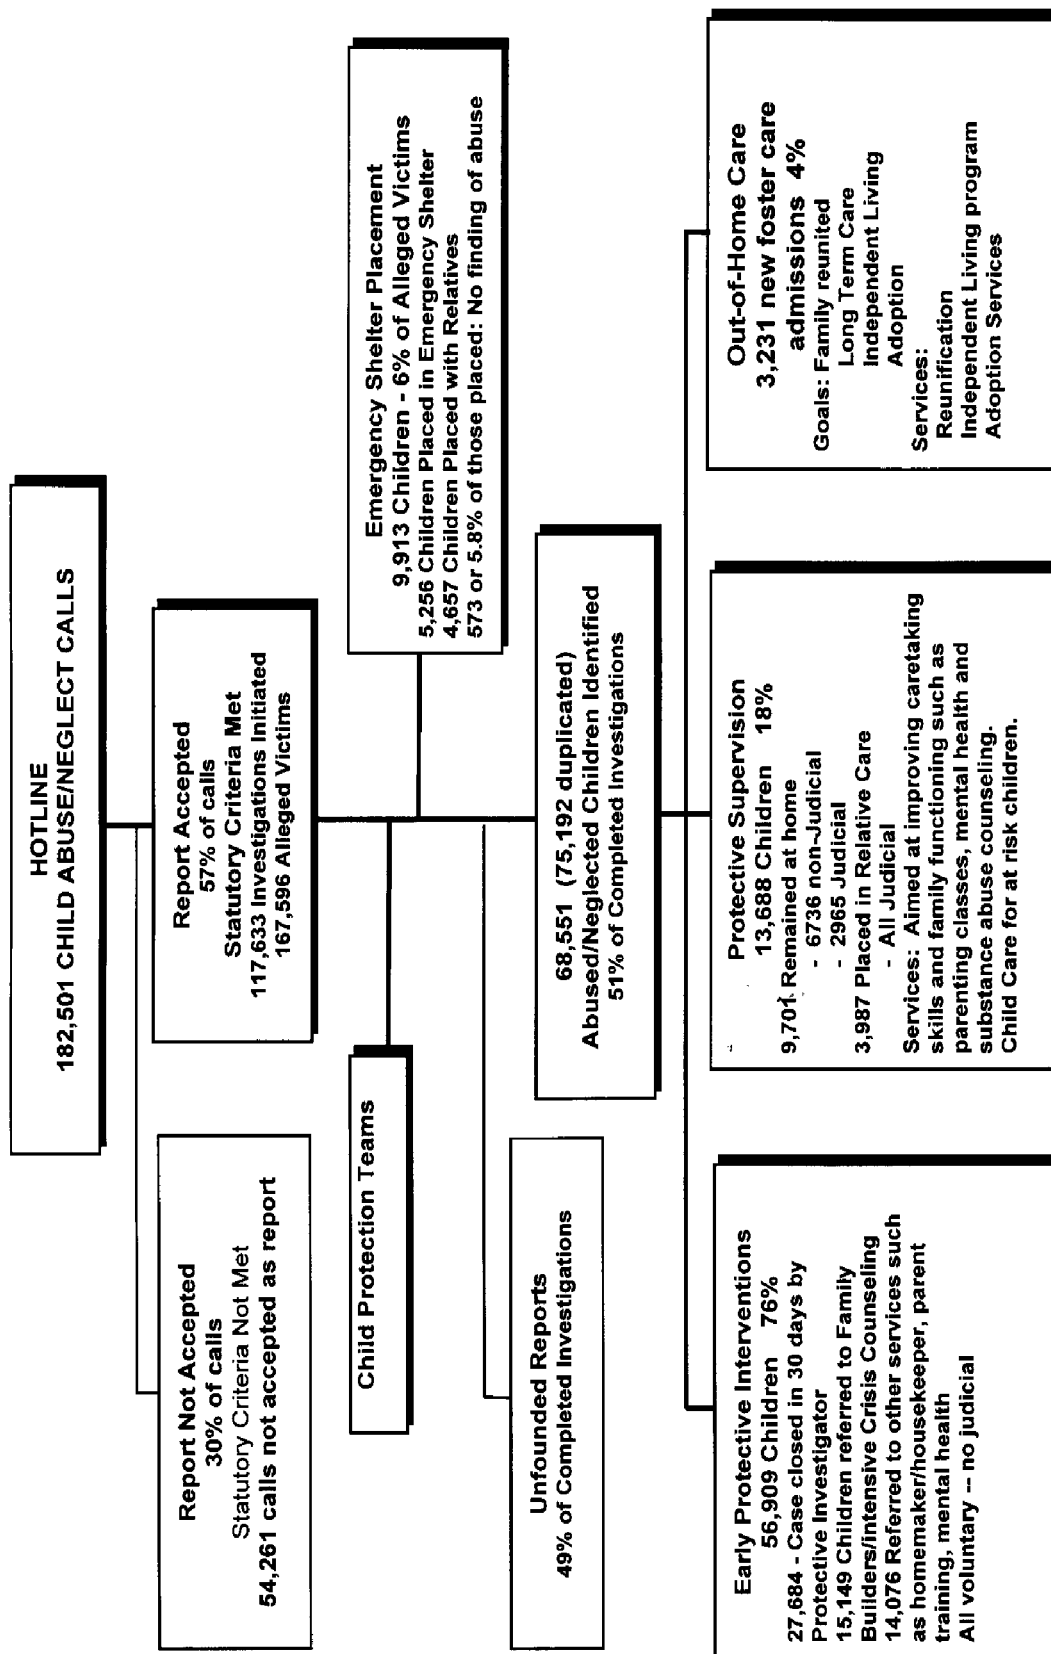 HOTLINE
182,501 CHILD ABUSE/NEGLECT CALLS
Report Not Accepted
30% of calls
Statutory Criteria Not Met
54,261 calls not accepted as report
Report Accepted
57% of calls
Statutory Criteria Met
117,633 Investigations Initiated
167,596 Alleged Victims
Child Protection Teams
Emergency Shelter Placement
9,913 Children - 6% of Alleged Victims
5,256 Children Placed in Emergency Shelter
4,657 Children Placed with Relatives
573 or 5.8% of those placed: No finding of abuse
Unfounded Reports
49% of Completed Investigations
68,551 (75,192 duplicated)
Abused/Neglected Children Identified
51% of Completed Investigations
Early Protective Interventions
56,909 Children 76%
27,684 - Case closed in 30 days by
Protective Investigator
15,149 Children referred to Family
Builders/intensive Crisis Counseling
14,076 Referred to other services such
as homemaker/housekeeper, parent
training, mental health
All voluntary -- no judicial
Protective Supervision
13,688 Children 18%
9,701 Remained at home
- 6736 non-Judicial
- 2965 Judicial
3,987 Placed in Relative Care
- All Judicial
Services: Aimed at improving caretaking
skills and family functioning such as
parenting classes, mental health and
substance abuse counseling.
Child Care for at risk children.
Out-of-Home Care
3,231 new foster care
admissions 4%
Goals: Family reunited
Long Term Care
Independent Living
Adoption
Services:
Reunification
Independent Living program
Adoption Services